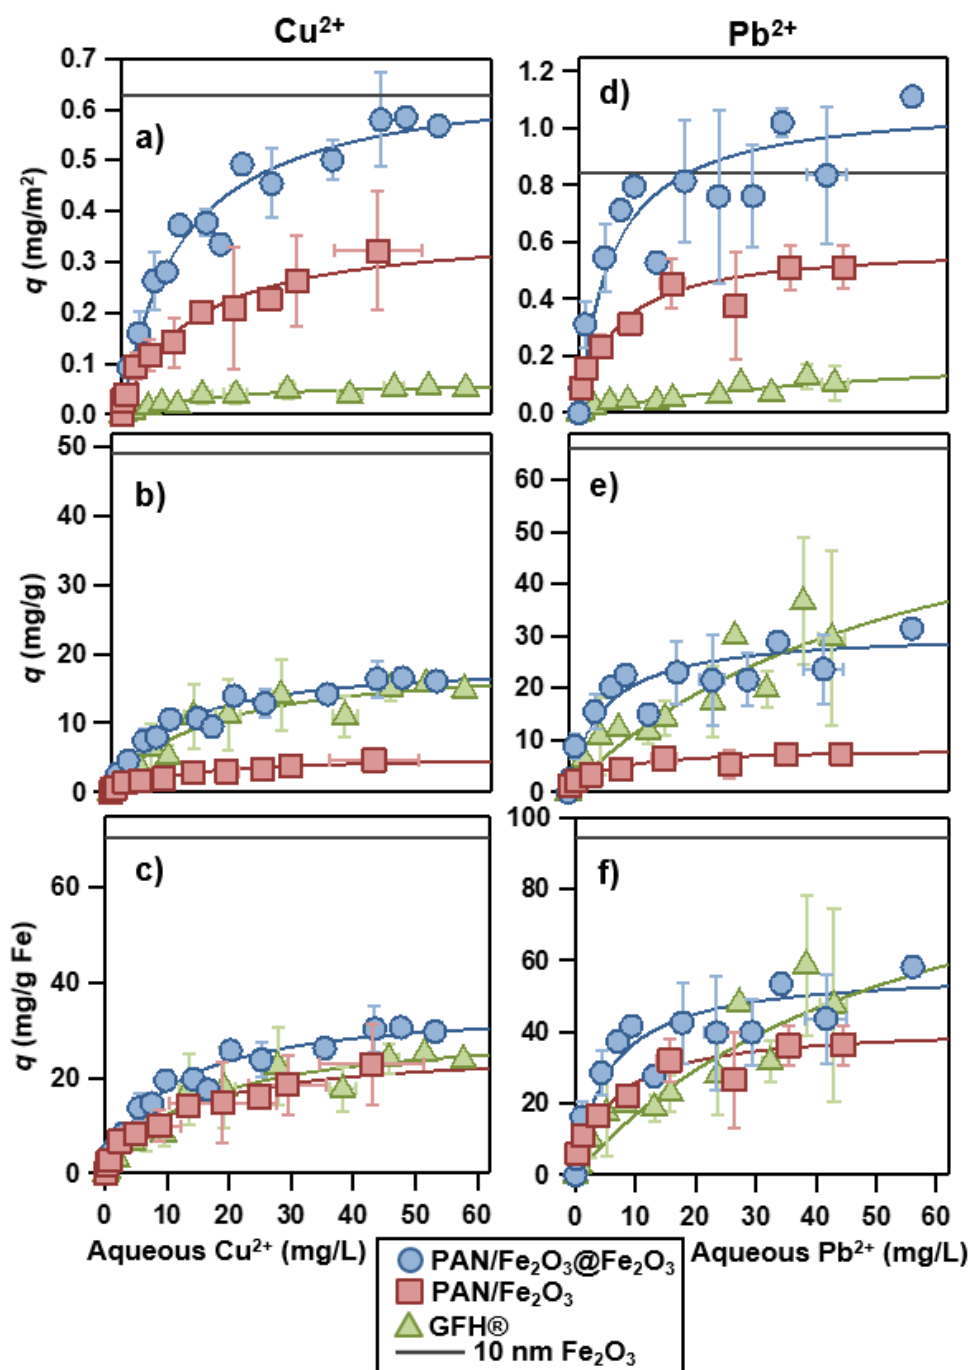 Cu²⁺
Pb²⁺
0.7
0.6
0.5
0.4
0.3
0.2
0.1
0.0
q (mg/m²)
a)
1.2
1.0
0.8
0.6
0.4
0.2
0.0
d)
50
40
30
20
10
0
q (mg/g)
b)
60
50
40
30
20
10
0
e)
60
40
20
0
q (mg/g Fe)
c)
100
80
60
40
20
0
f)
0 10 20 30 40 50 60
0 10 20 30 40 50 60
Aqueous Cu²⁺ (mg/L)
Aqueous Pb²⁺ (mg/L)
PAN/Fe₂O₃@Fe₂O₃
PAN/Fe₂O₃
GFH®
10 nm Fe₂O₃